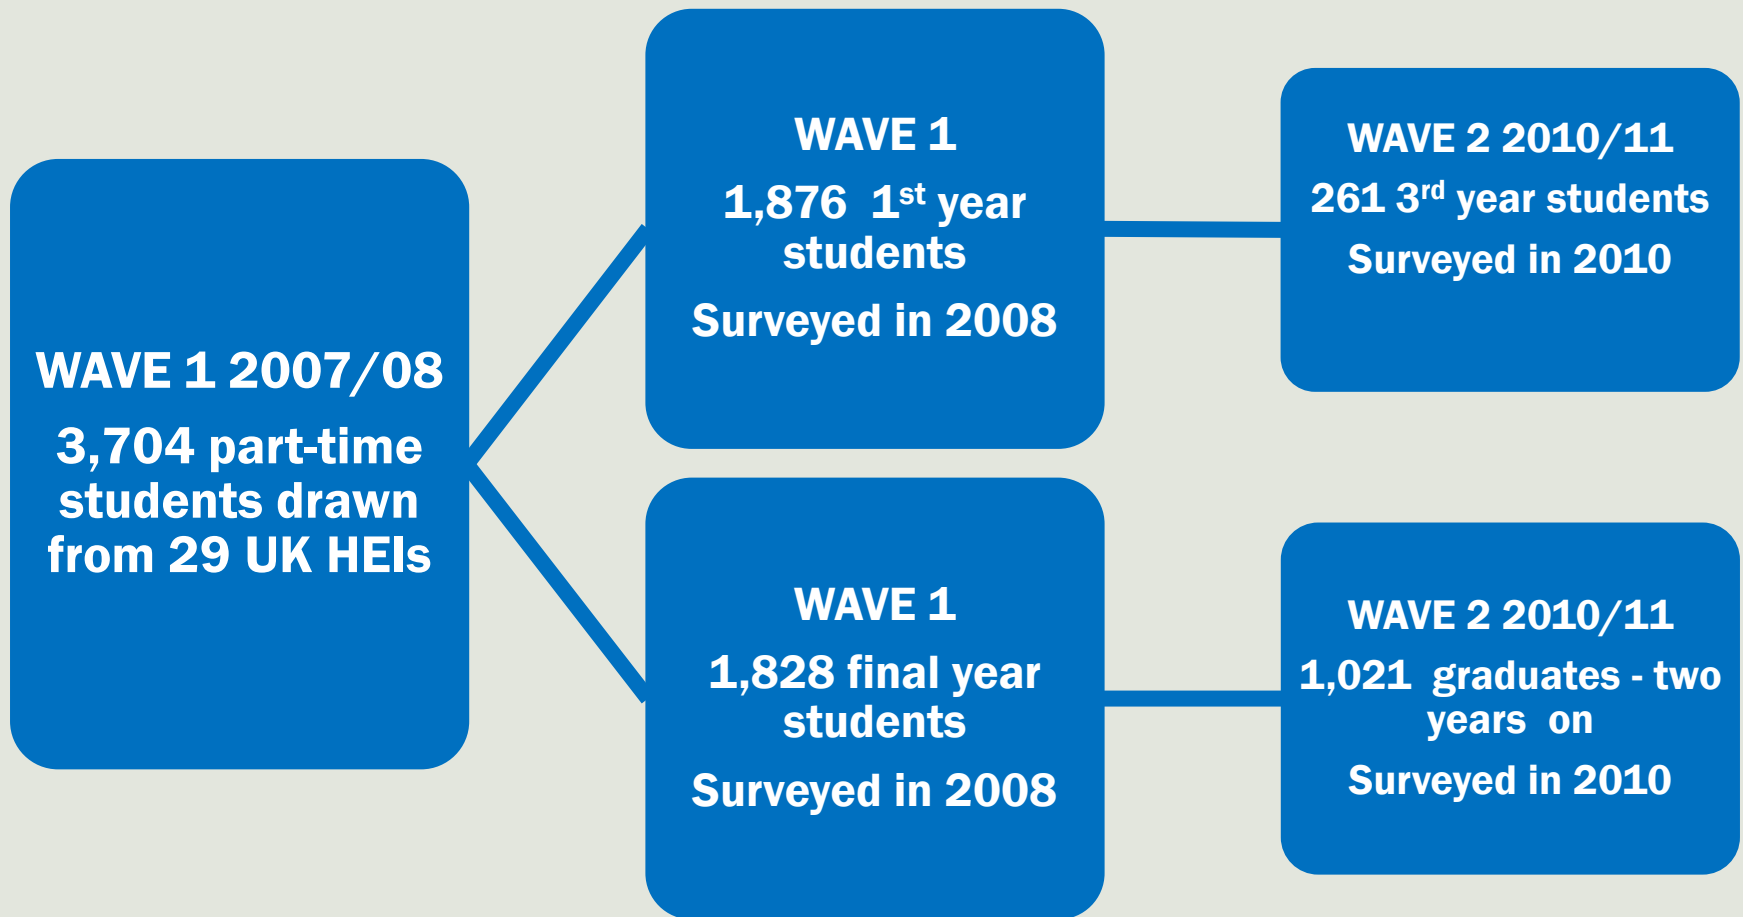 WAVE 1 2007/08
3,704 part-time
students drawn
from 29 UK HEIs
WAVE 1
1,876 1st year
students
Surveyed in 2008
WAVE 1
1,828 final year
students
Surveyed in 2008
WAVE 2 2010/11
261 3rd year students
Surveyed in 2010
WAVE 2 2010/11
1,021 graduates - two
years on
Surveyed in 2010